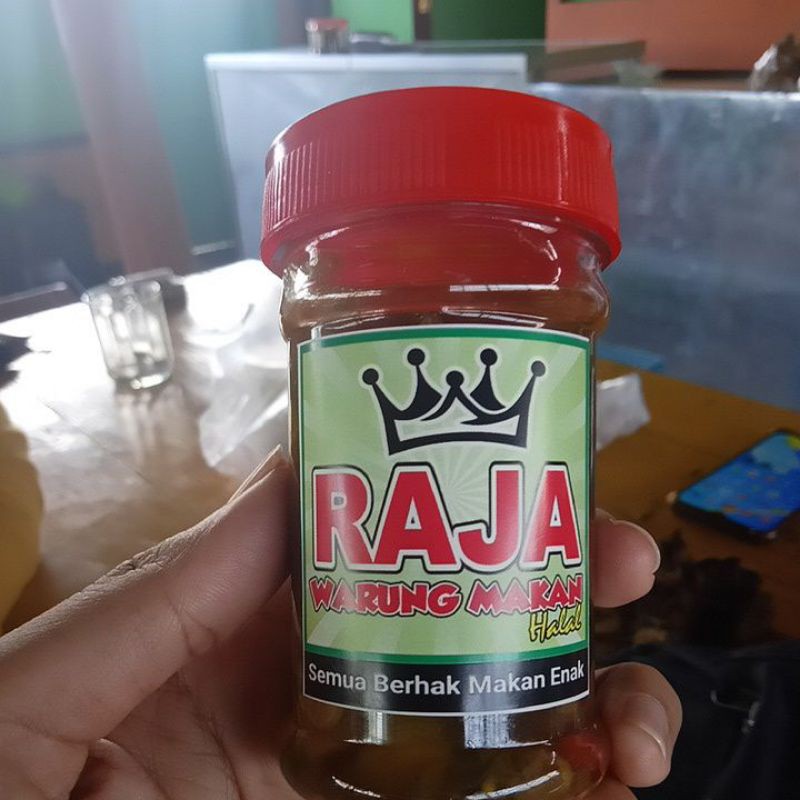 RAJA
WARUNG MAKAN
Halal
Semua Berhak Makan Enak